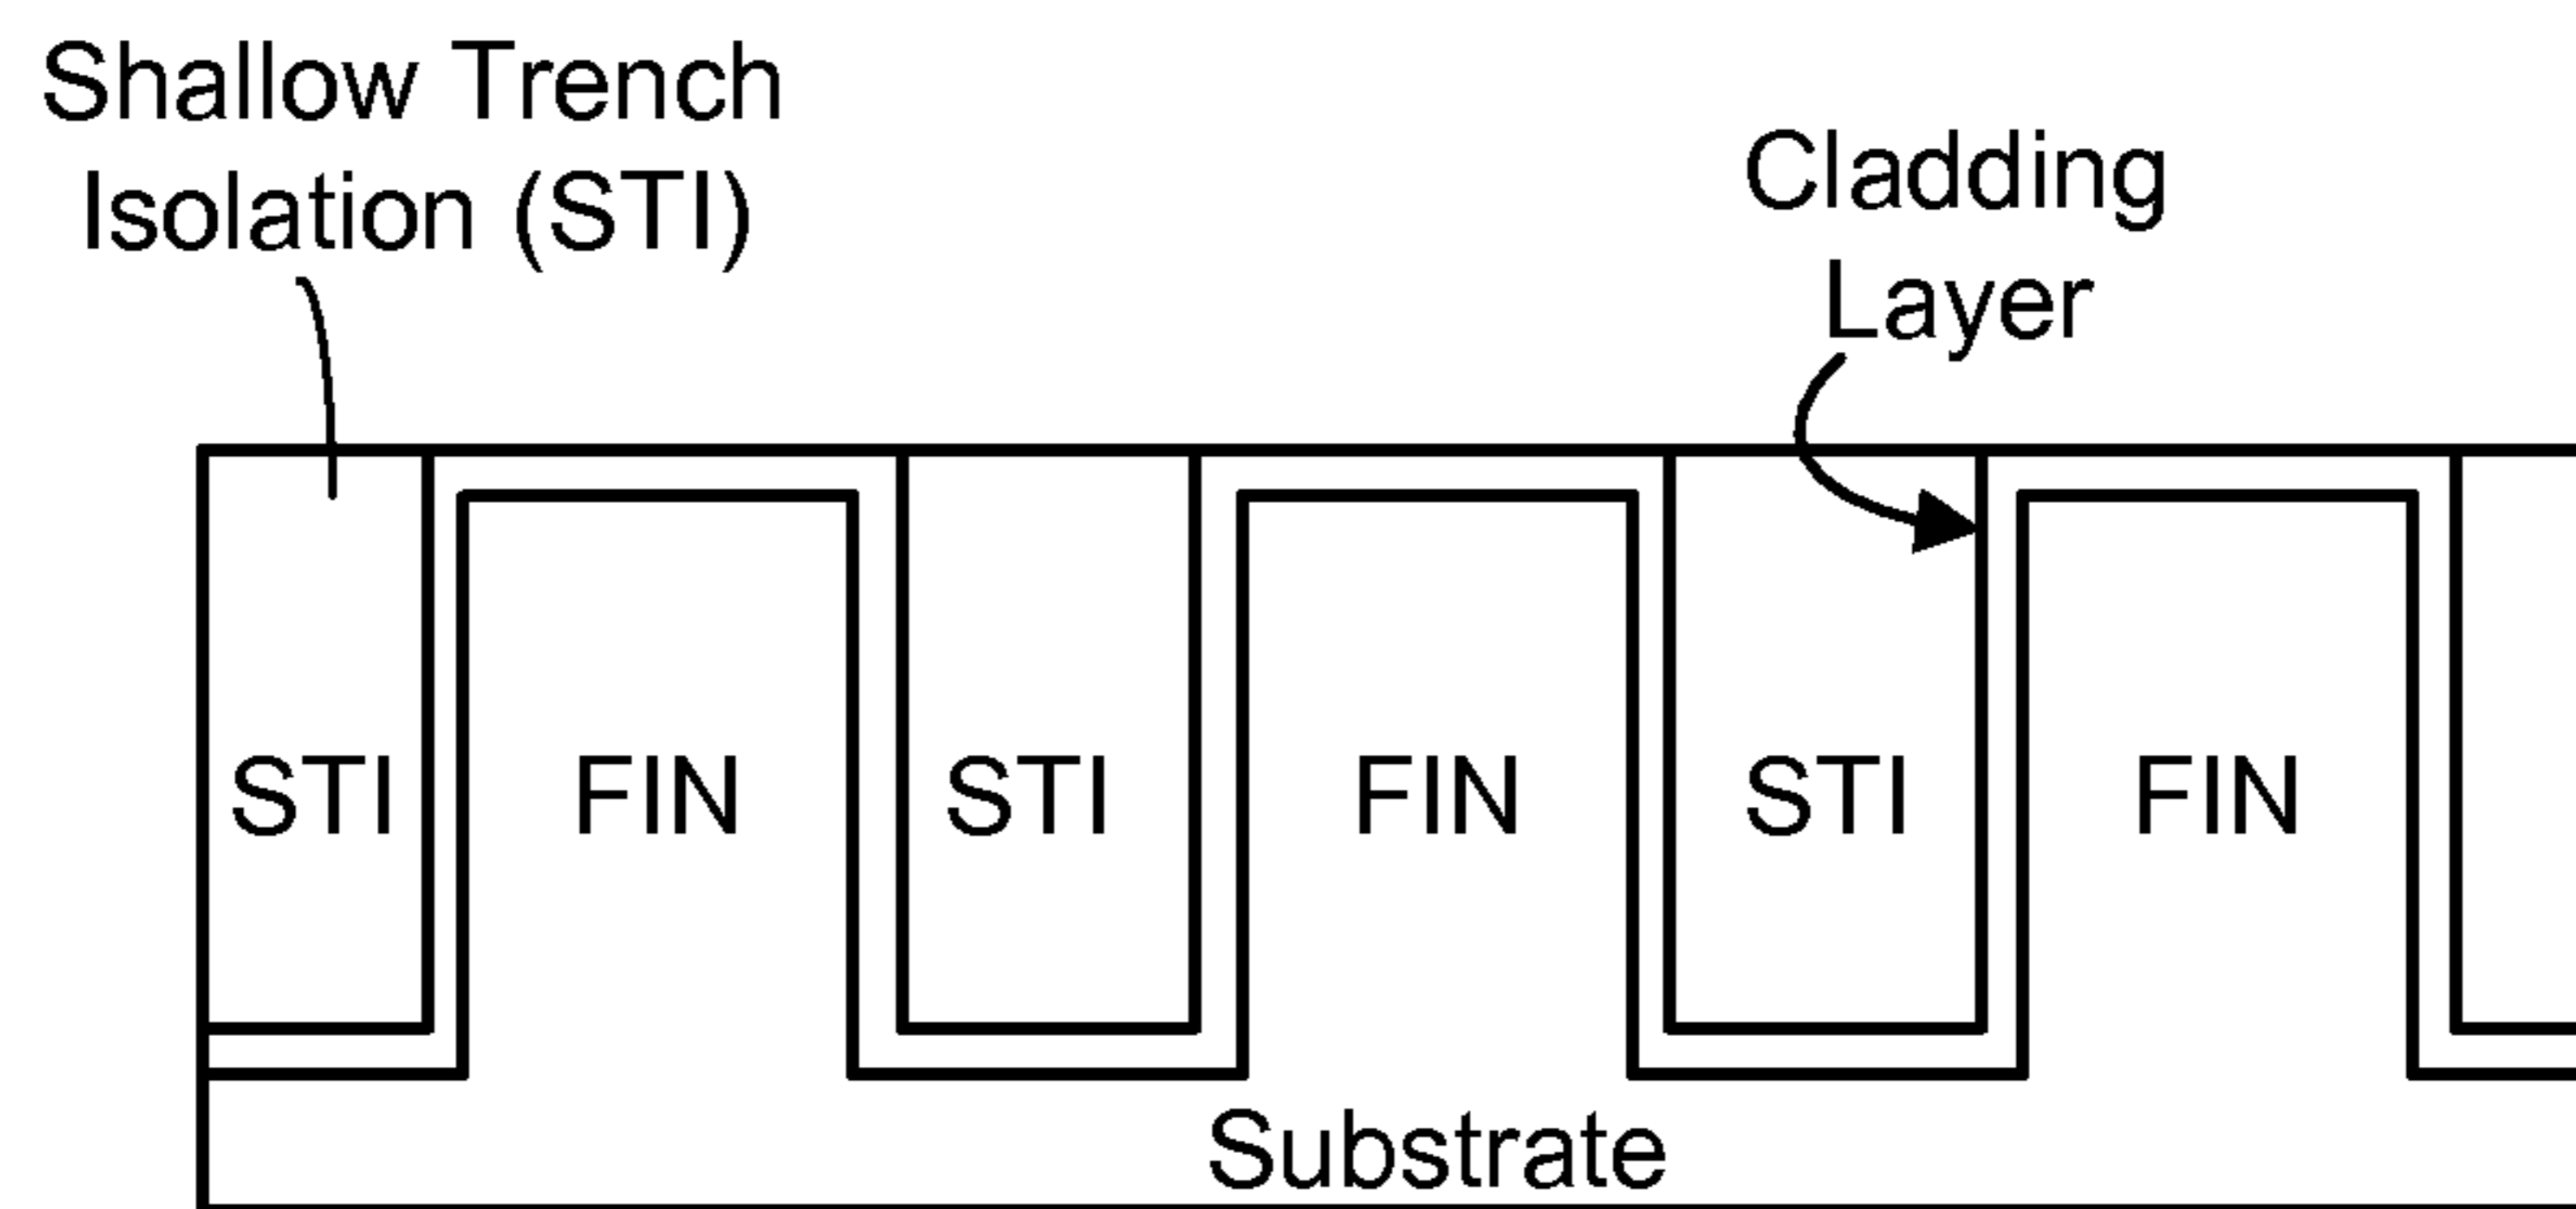 Shallow Trench
Isolation (STI)
Cladding
Layer
STI FIN STI FIN STI FIN
Substrate